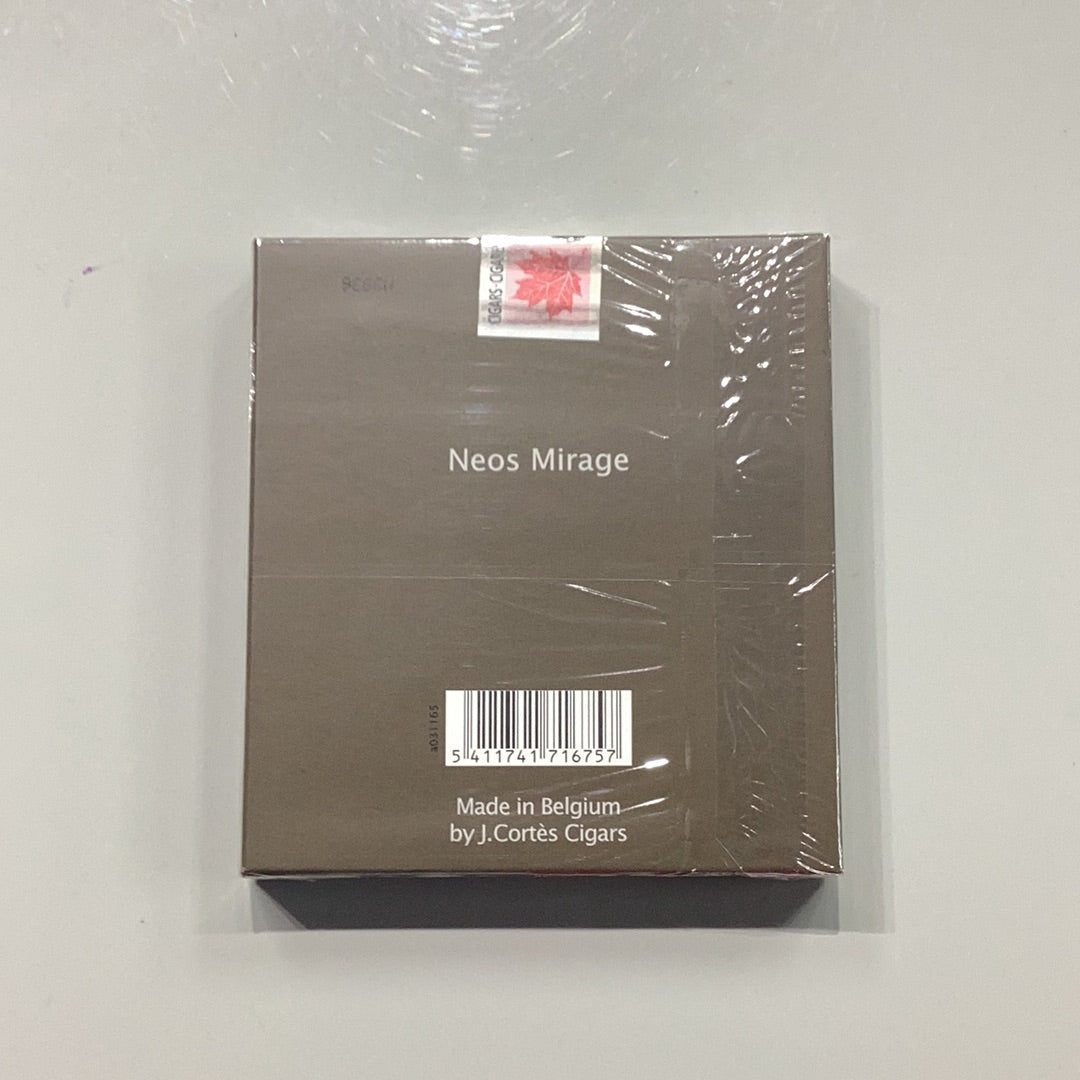 CIGARS·CIGARE
Neos Mirage
a031165
5 411741 716757
Made in Belgium
by J.Cortès Cigars